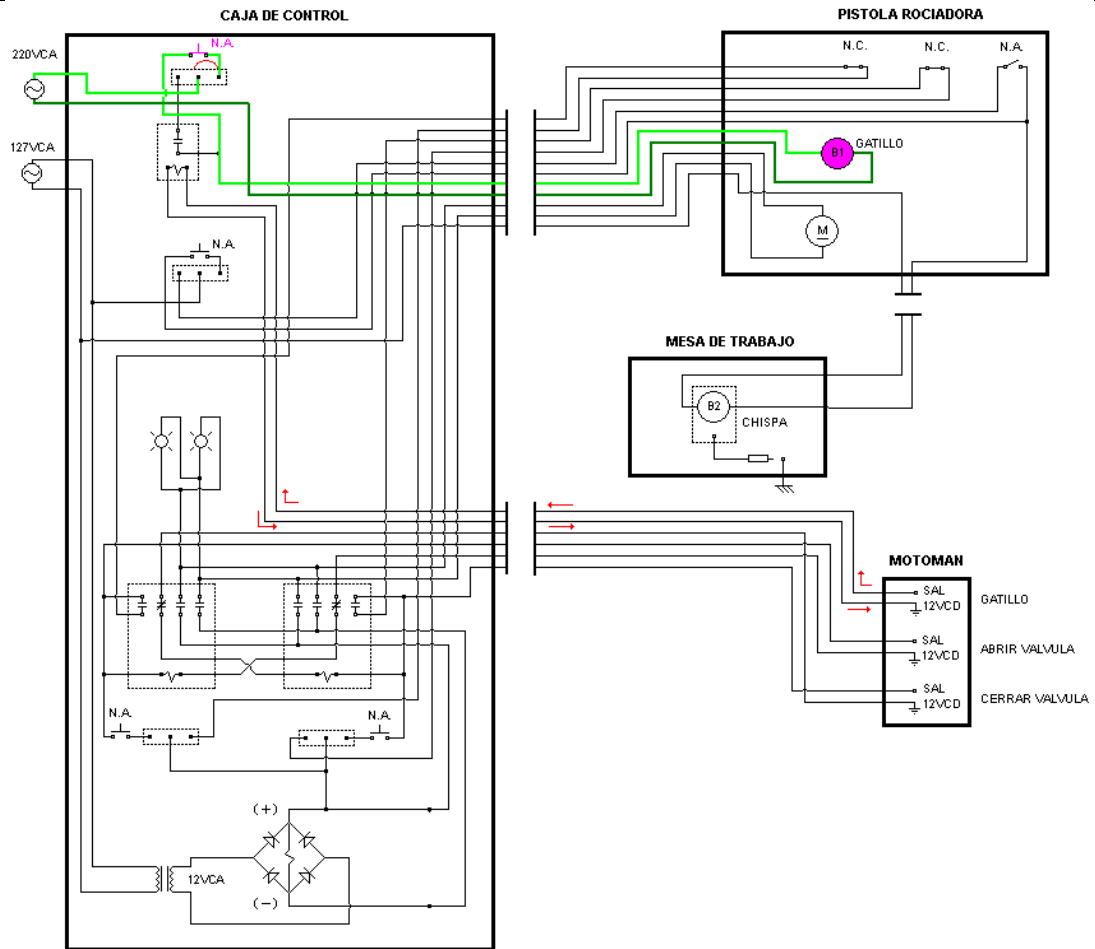 CAJA DE CONTROL
PISTOLA ROCIADORA
220VCA
N.A.
N.C.
N.C.
N.A.
127VCA
B1
GATILLO
M
N.A.
MESA DE TRABAJO
B2
CHISPA
MOTOMAN
SAL
12VCD
GATILLO
SAL
12VCD
ABRIR VALVULA
SAL
12VCD
CERRAR VALVULA
N.A.
N.A.
(+)
12VCA
(-)